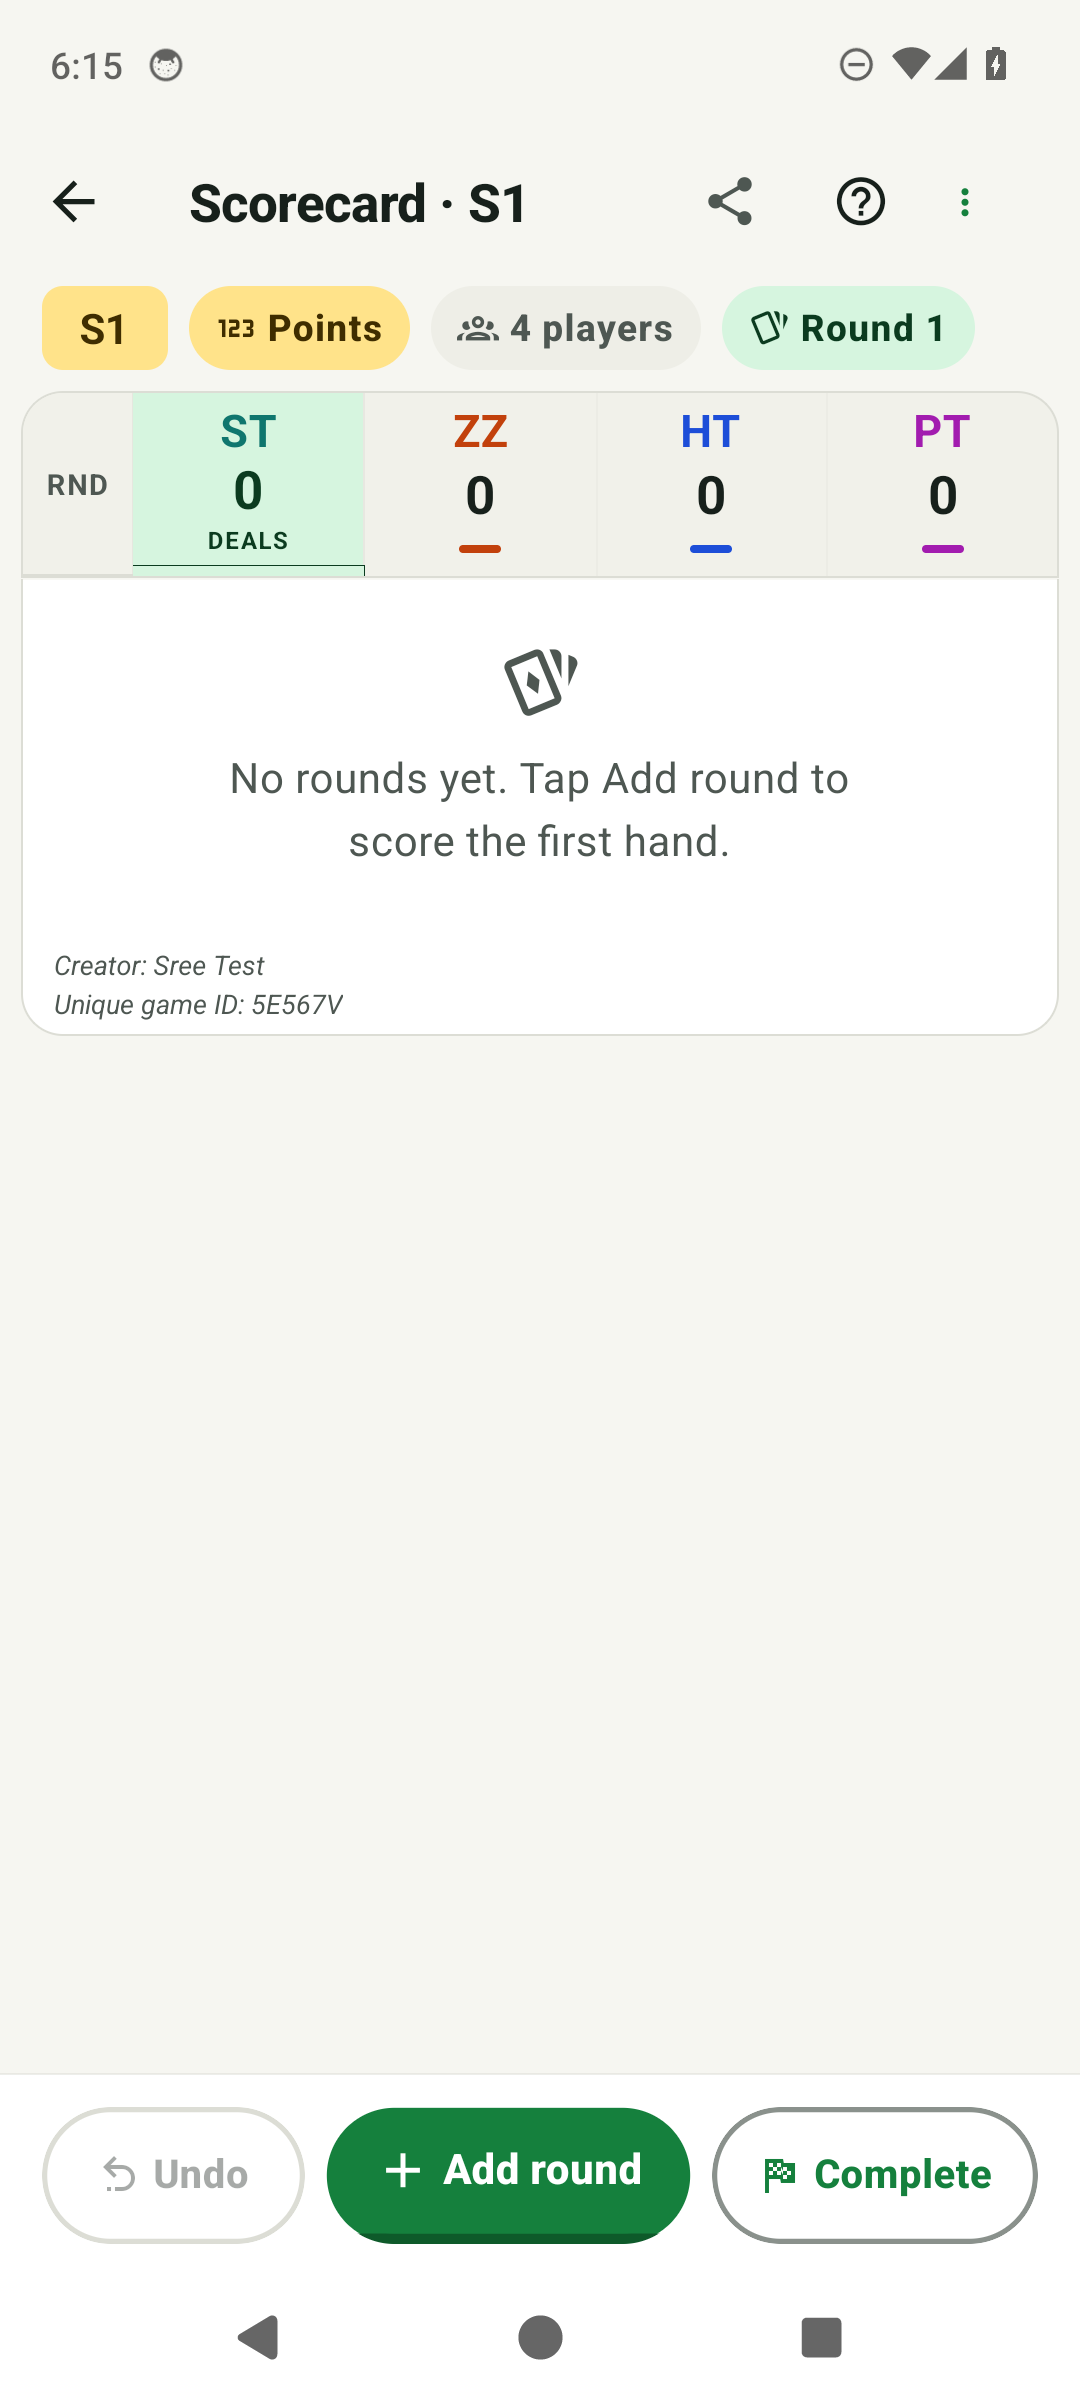 6:15
Scorecard · S1
S1
123 Points
4 players
Round 1
RND
ST
0
DEALS
ZZ
0
HT
0
PT
0
No rounds yet. Tap Add round to
score the first hand.
Creator: Sree Test
Unique game ID: 5E567V
Undo
Add round
Complete